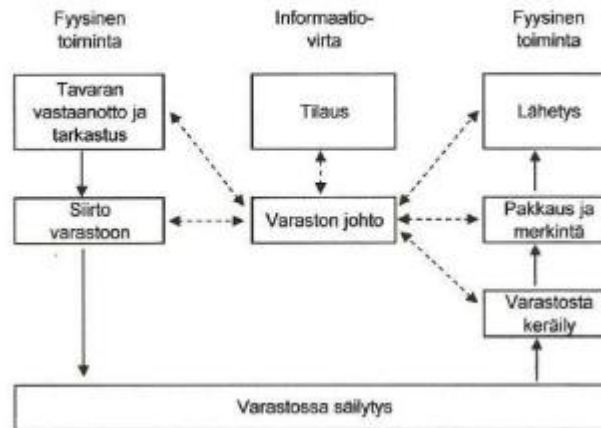 Fyysinen
toiminta
Informaatio-
virta
Fyysinen
toiminta
Tavaran
vastaanotto ja
tarkastus
Tilaus
Lähetys
Siirto
varastoon
Varaston johto
Pakkaus ja
merkintä
Varastosta
keräily
Varastossa säilytys